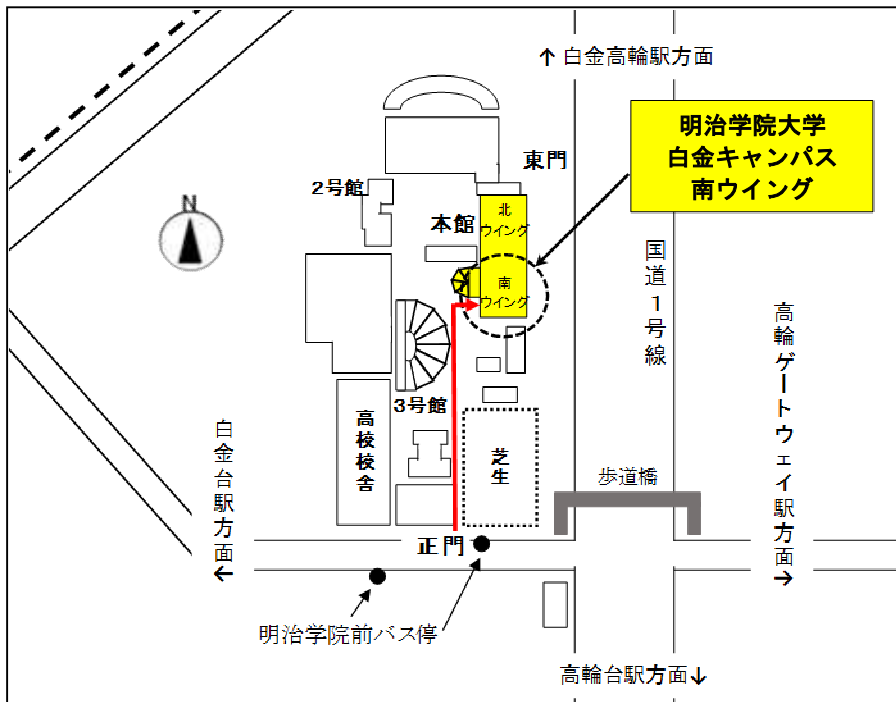 ↑ 白金高輪駅方面
明治学院大学
白金キャンパス
南ウイング
東門
2号館
N
本館
北
ウイング
南
ウイング
国道1号線
高輪ゲートウェイ駅方面→
3号館
高校校舎
芝生
白金台駅方面←
歩道橋
正門
明治学院前バス停
高輪台駅方面↓